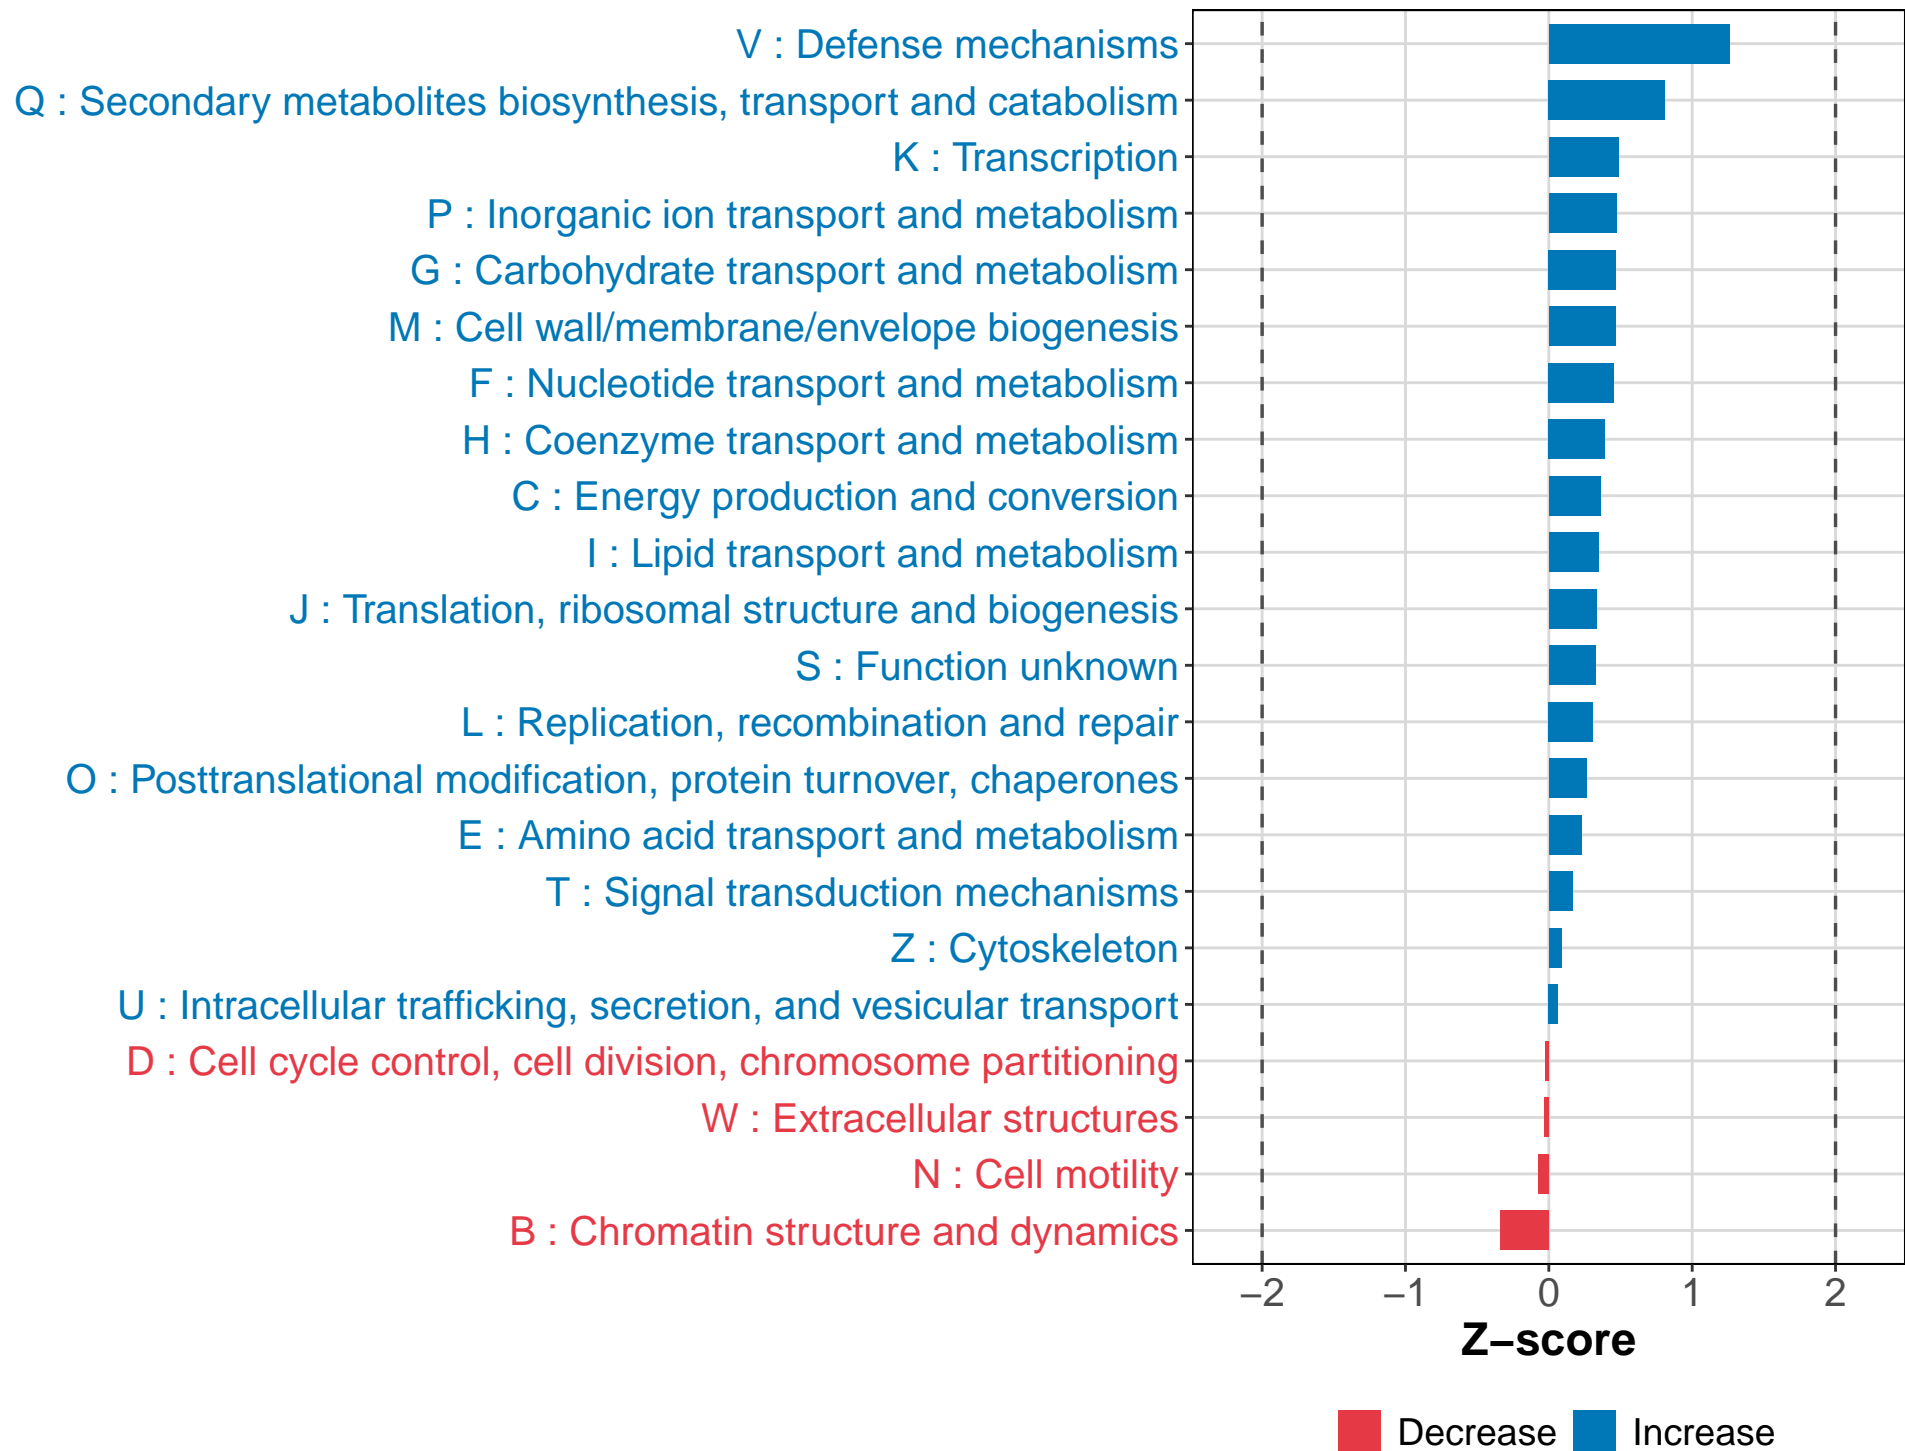 V : Defense mechanisms
Q : Secondary metabolites biosynthesis, transport and catabolism
K : Transcription
P : Inorganic ion transport and metabolism
G : Carbohydrate transport and metabolism
M : Cell wall/membrane/envelope biogenesis
F : Nucleotide transport and metabolism
H : Coenzyme transport and metabolism
C : Energy production and conversion
I : Lipid transport and metabolism
J : Translation, ribosomal structure and biogenesis
S : Function unknown
L : Replication, recombination and repair
O : Posttranslational modification, protein turnover, chaperones
E : Amino acid transport and metabolism
T : Signal transduction mechanisms
Z : Cytoskeleton
U : Intracellular trafficking, secretion, and vesicular transport
D : Cell cycle control, cell division, chromosome partitioning
W : Extracellular structures
N : Cell motility
B : Chromatin structure and dynamics
−2 −1 0 1 2
Z−score
Decrease Increase